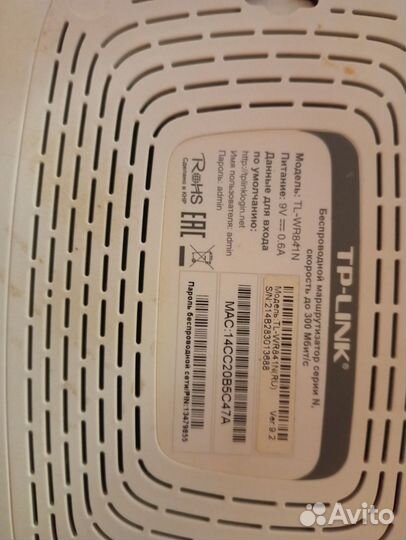 TP-LINK®
Беспроводной маршрутизатор серии N,
скорость до 300 Мбит/с
Модель: TL-WR841N
Питание: 9V ⎓ 0.6A
Данные для входа
по умолчанию:
http://tplinklogin.net
Имя пользователя: admin
Пароль: admin
RoHS
Сделано в КНР
EAC
Модель:TL-WR841N(RU) Ver:9.2
S/N:214B283013688
MAC:14CC20B5C47A
Пароль беспроводной сети/PIN:13479855
Avito